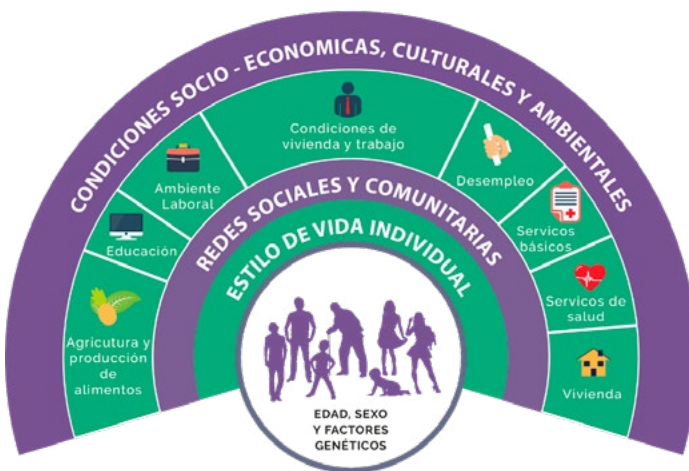 CONDICIONES SOCIO - ECONOMICAS, CULTURALES Y AMBIENTALES
Condiciones de
vivienda y trabajo
Ambiente
Laboral
Desempleo
Educación
Servicos
básicos
Agricutura y
producción
de
alimentos
Servicos de
salud
Vivienda
REDES SOCIALES Y COMUNITARIAS
ESTILO DE VIDA INDIVIDUAL
EDAD, SEXO
Y FACTORES
GENÉTICOS